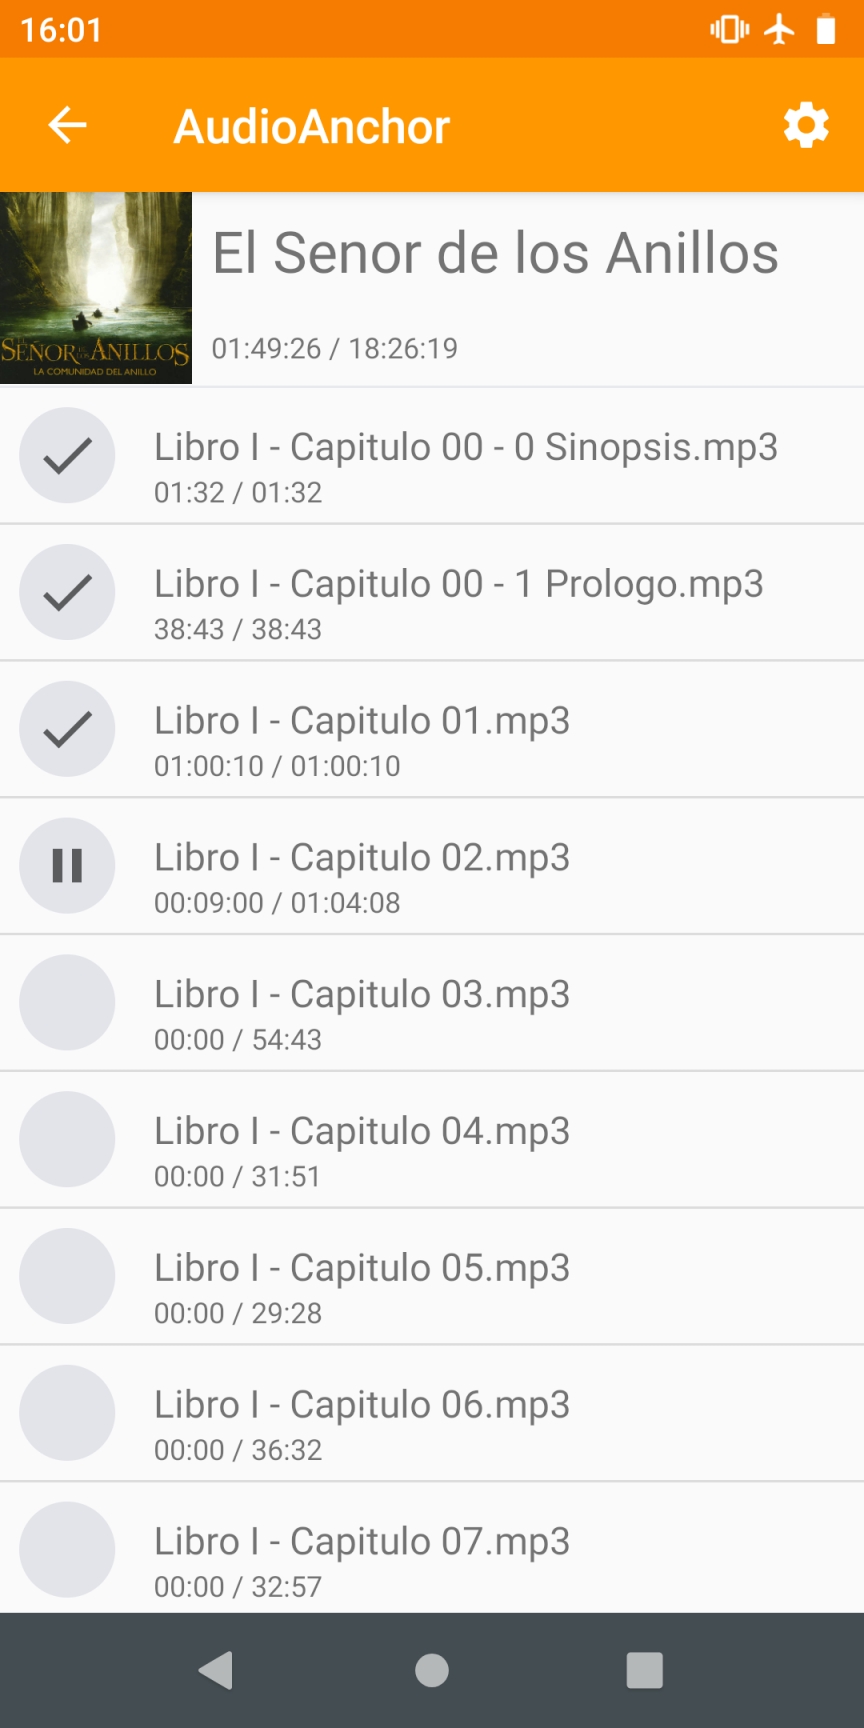 16:01
AudioAnchor
El Senor de los Anillos
SEÑOR DE LOS ANILLOS
LA COMUNIDAD DEL ANILLO
01:49:26 / 18:26:19
Libro I - Capitulo 00 - 0 Sinopsis.mp3
01:32 / 01:32
Libro I - Capitulo 00 - 1 Prologo.mp3
38:43 / 38:43
Libro I - Capitulo 01.mp3
01:00:10 / 01:00:10
Libro I - Capitulo 02.mp3
00:09:00 / 01:04:08
Libro I - Capitulo 03.mp3
00:00 / 54:43
Libro I - Capitulo 04.mp3
00:00 / 31:51
Libro I - Capitulo 05.mp3
00:00 / 29:28
Libro I - Capitulo 06.mp3
00:00 / 36:32
Libro I - Capitulo 07.mp3
00:00 / 32:57